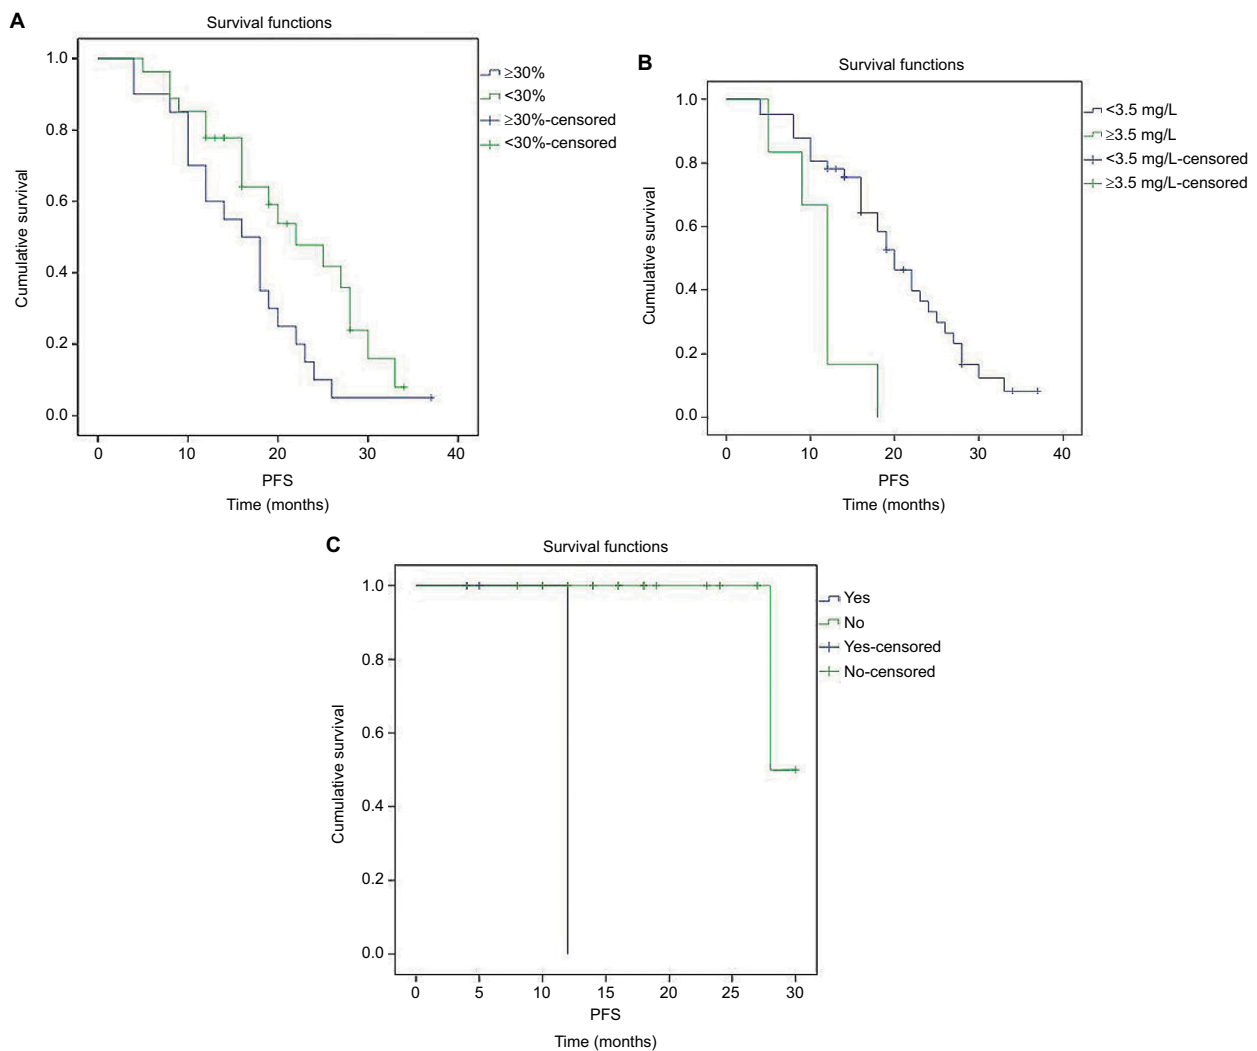 A
Survival functions
1.0
0.8
0.6
0.4
0.2
0.0
Cumulative survival
0 10 20 30 40
PFS
Time (months)
≥30%
<30%
≥30%-censored
<30%-censored
B
Survival functions
1.0
0.8
0.6
0.4
0.2
0.0
Cumulative survival
0 10 20 30 40
PFS
Time (months)
<3.5 mg/L
≥3.5 mg/L
<3.5 mg/L-censored
≥3.5 mg/L-censored
C
Survival functions
1.0
0.8
0.6
0.4
0.2
0.0
Cumulative survival
0 5 10 15 20 25 30
PFS
Time (months)
Yes
No
Yes-censored
No-censored